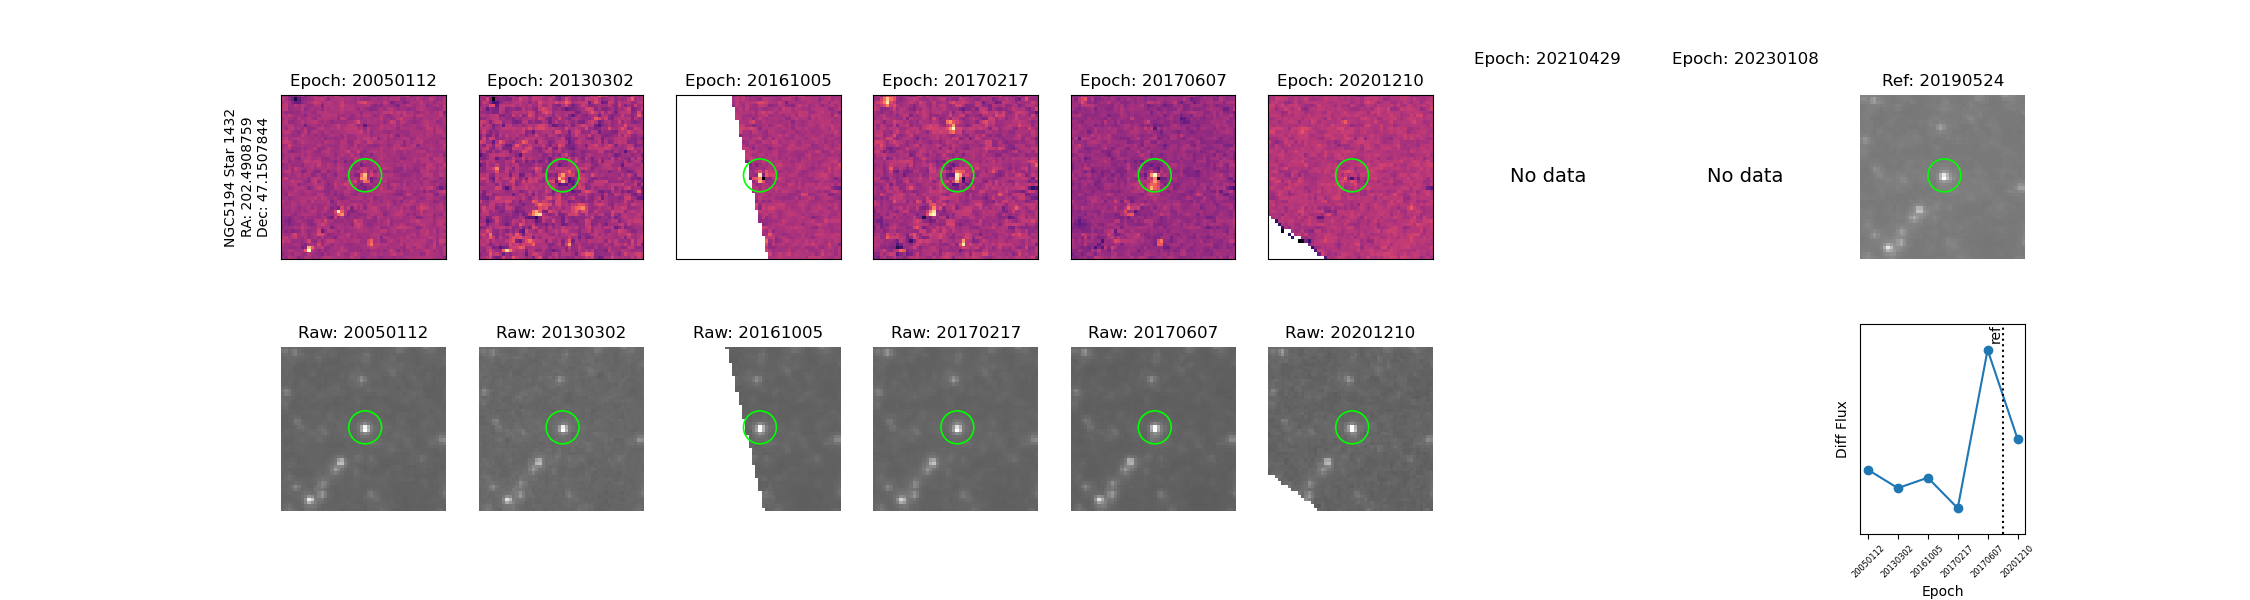 NGC5194 Star 1432
RA: 202.4908759
Dec: 47.1507844
Epoch: 20050112
Epoch: 20130302
Epoch: 20161005
Epoch: 20170217
Epoch: 20170607
Epoch: 20201210
Epoch: 20210429
Epoch: 20230108
Ref: 20190524
No data
No data
Raw: 20050112
Raw: 20130302
Raw: 20161005
Raw: 20170217
Raw: 20170607
Raw: 20201210
ref
Diff Flux
20050112
20130302
20161005
20170217
20170607
20201210
Epoch